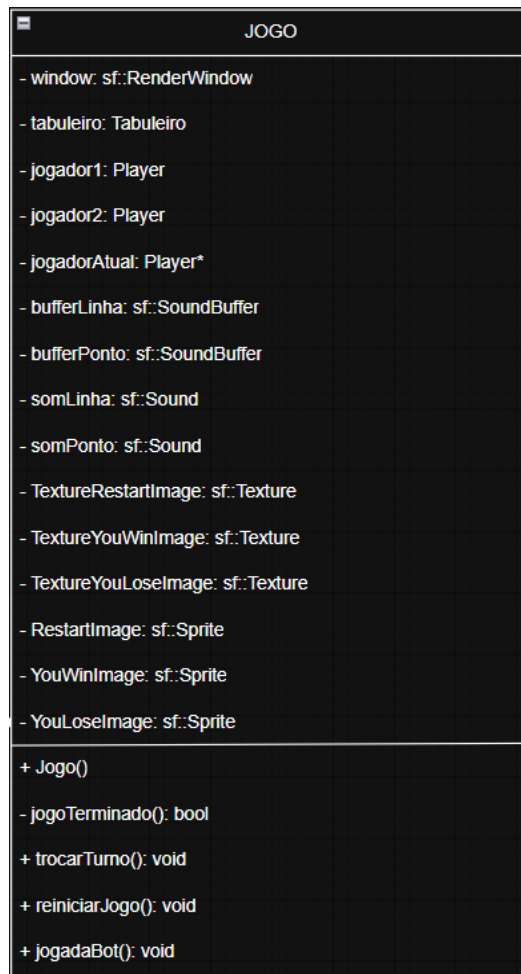 JOGO
- window: sf::RenderWindow
- tabuleiro: Tabuleiro
- jogador1: Player
- jogador2: Player
- jogadorAtual: Player*
- bufferLinha: sf::SoundBuffer
- bufferPonto: sf::SoundBuffer
- somLinha: sf::Sound
- somPonto: sf::Sound
- TextureRestartImage: sf::Texture
- TextureYouWinImage: sf::Texture
- TextureYouLoseImage: sf::Texture
- RestartImage: sf::Sprite
- YouWinImage: sf::Sprite
- YouLoseImage: sf::Sprite
+ Jogo()
- jogoTerminado(): bool
+ trocarTurno(): void
+ reiniciarJogo(): void
+ jogadaBot(): void